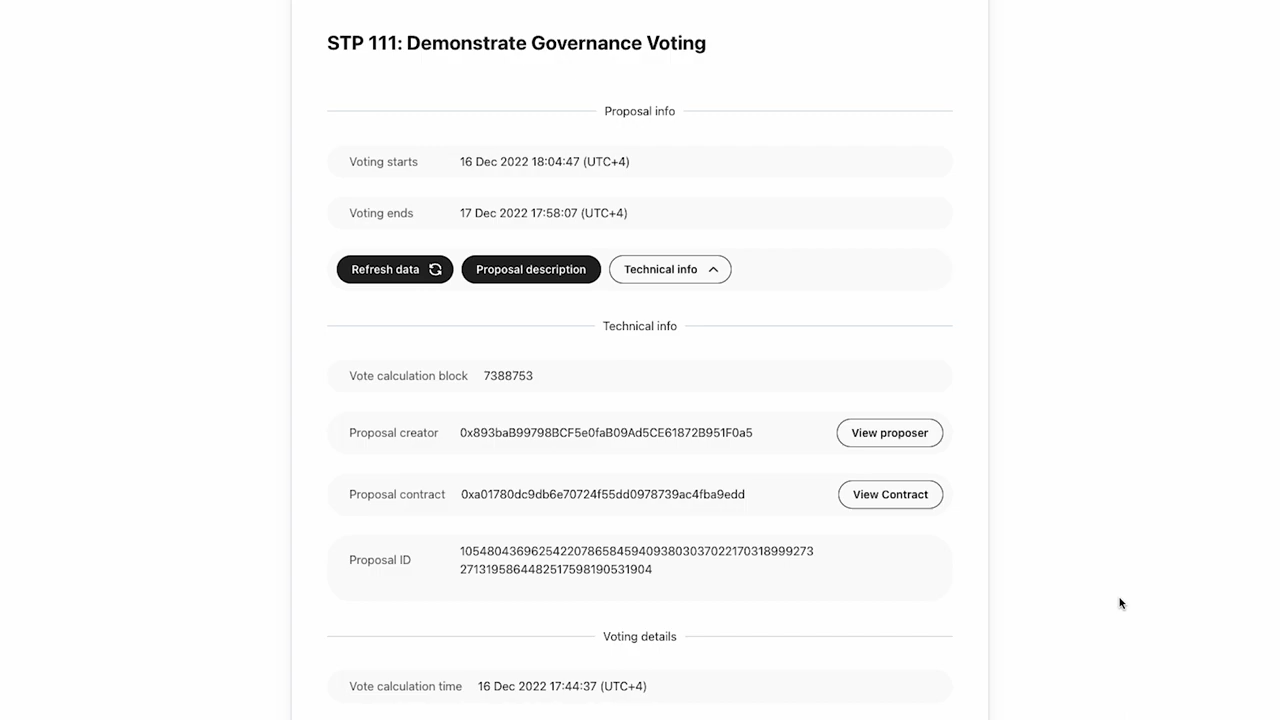 STP 111: Demonstrate Governance Voting
Proposal info
Voting starts 16 Dec 2022 18:04:47 (UTC+4)
Voting ends 17 Dec 2022 17:58:07 (UTC+4)
Refresh data Proposal description Technical info
Technical info
Vote calculation block 7388753
Proposal creator 0x893baB99798BCF5e0faB09Ad5CE61872B951F0a5 View proposer
Proposal contract 0xa01780dc9db6e70724f55dd0978739ac4fba9edd View Contract
Proposal ID 105480436962542207865845940938030370221703189992​73
2713195864482517598190531904
Voting details
Vote calculation time 16 Dec 2022 17:44:37 (UTC+4)